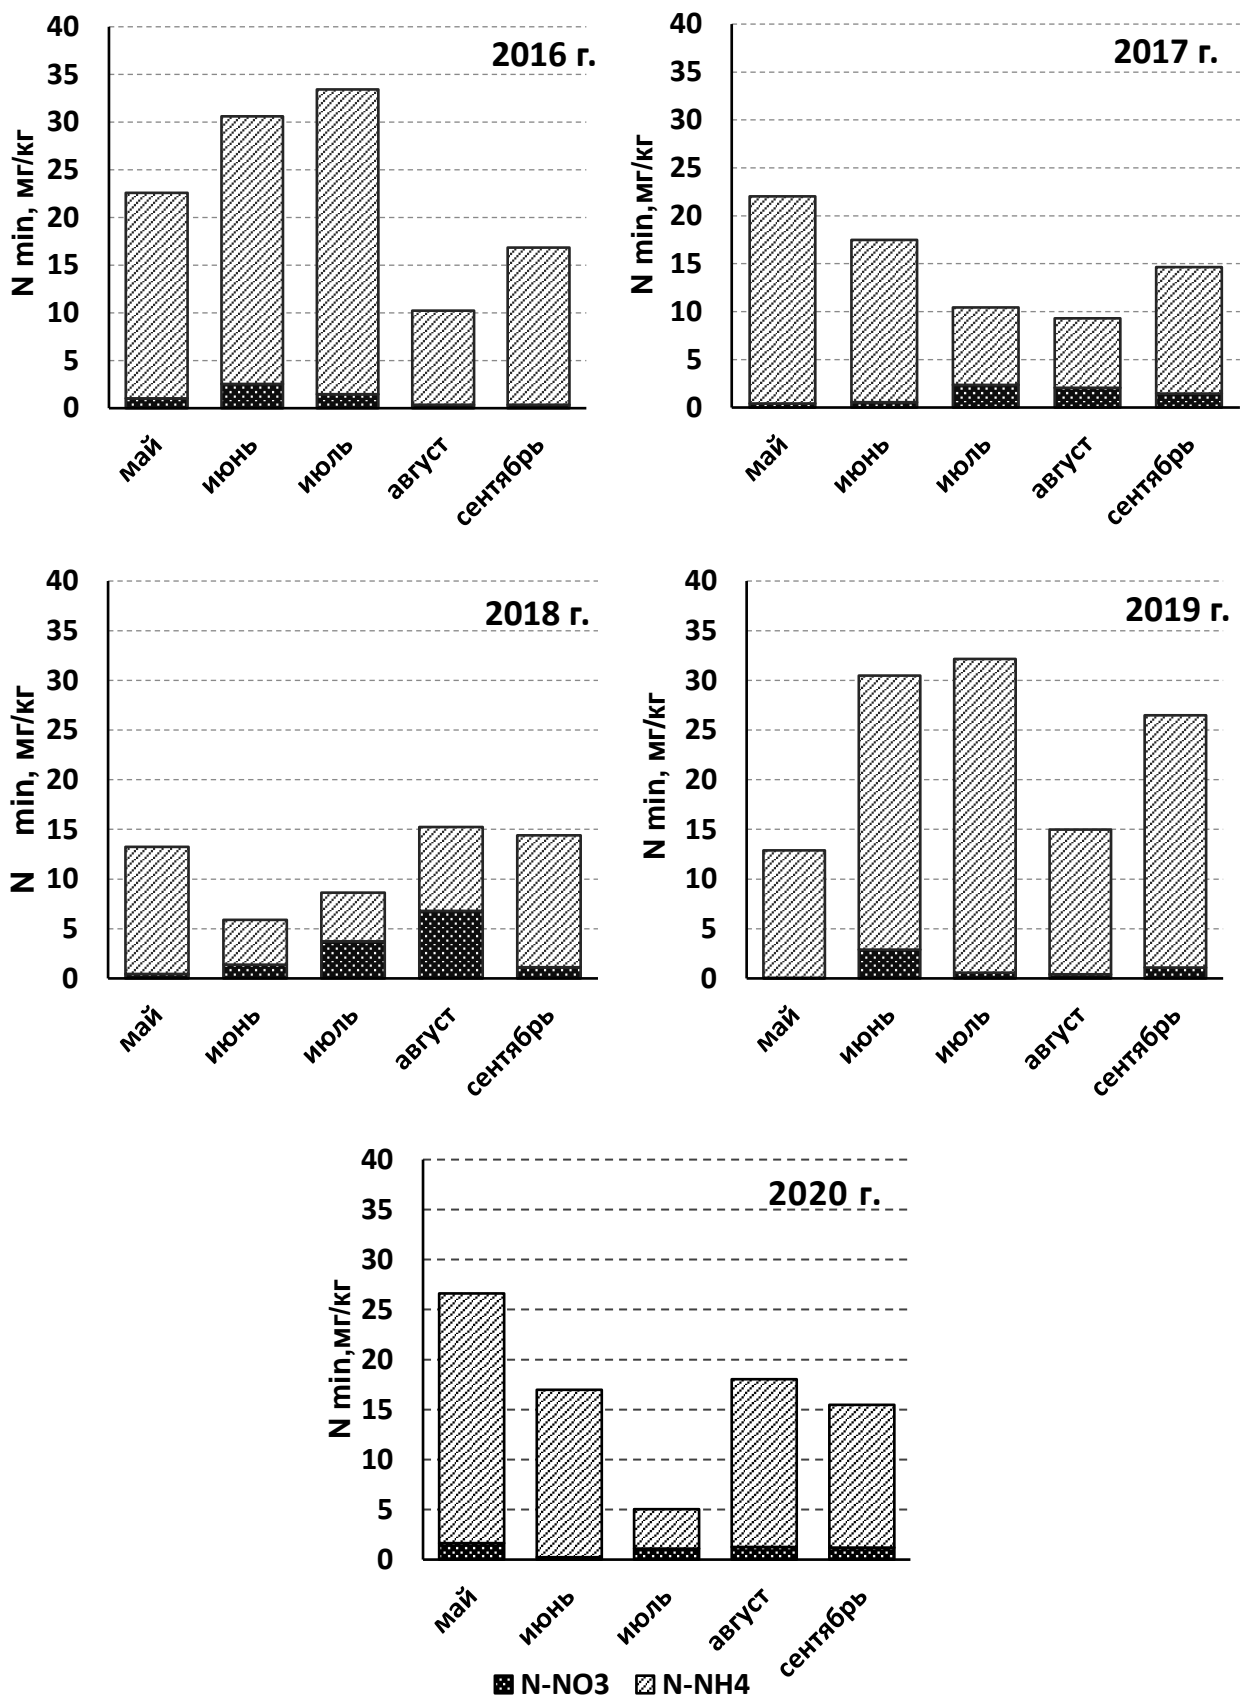 2016 г.
N min, мг/кг
40
35
30
25
20
15
10
5
0
май
июнь
июль
август
сентябрь
2017 г.
N min,мг/кг
40
35
30
25
20
15
10
5
0
май
июнь
июль
август
сентябрь
2018 г.
N min, мг/кг
40
35
30
25
20
15
10
5
0
май
июнь
июль
август
сентябрь
2019 г.
N min, мг/кг
40
35
30
25
20
15
10
5
0
май
июнь
июль
август
сентябрь
2020 г.
N min,мг/кг
40
35
30
25
20
15
10
5
0
май
июнь
июль
август
сентябрь
N-NO3 N-NH4